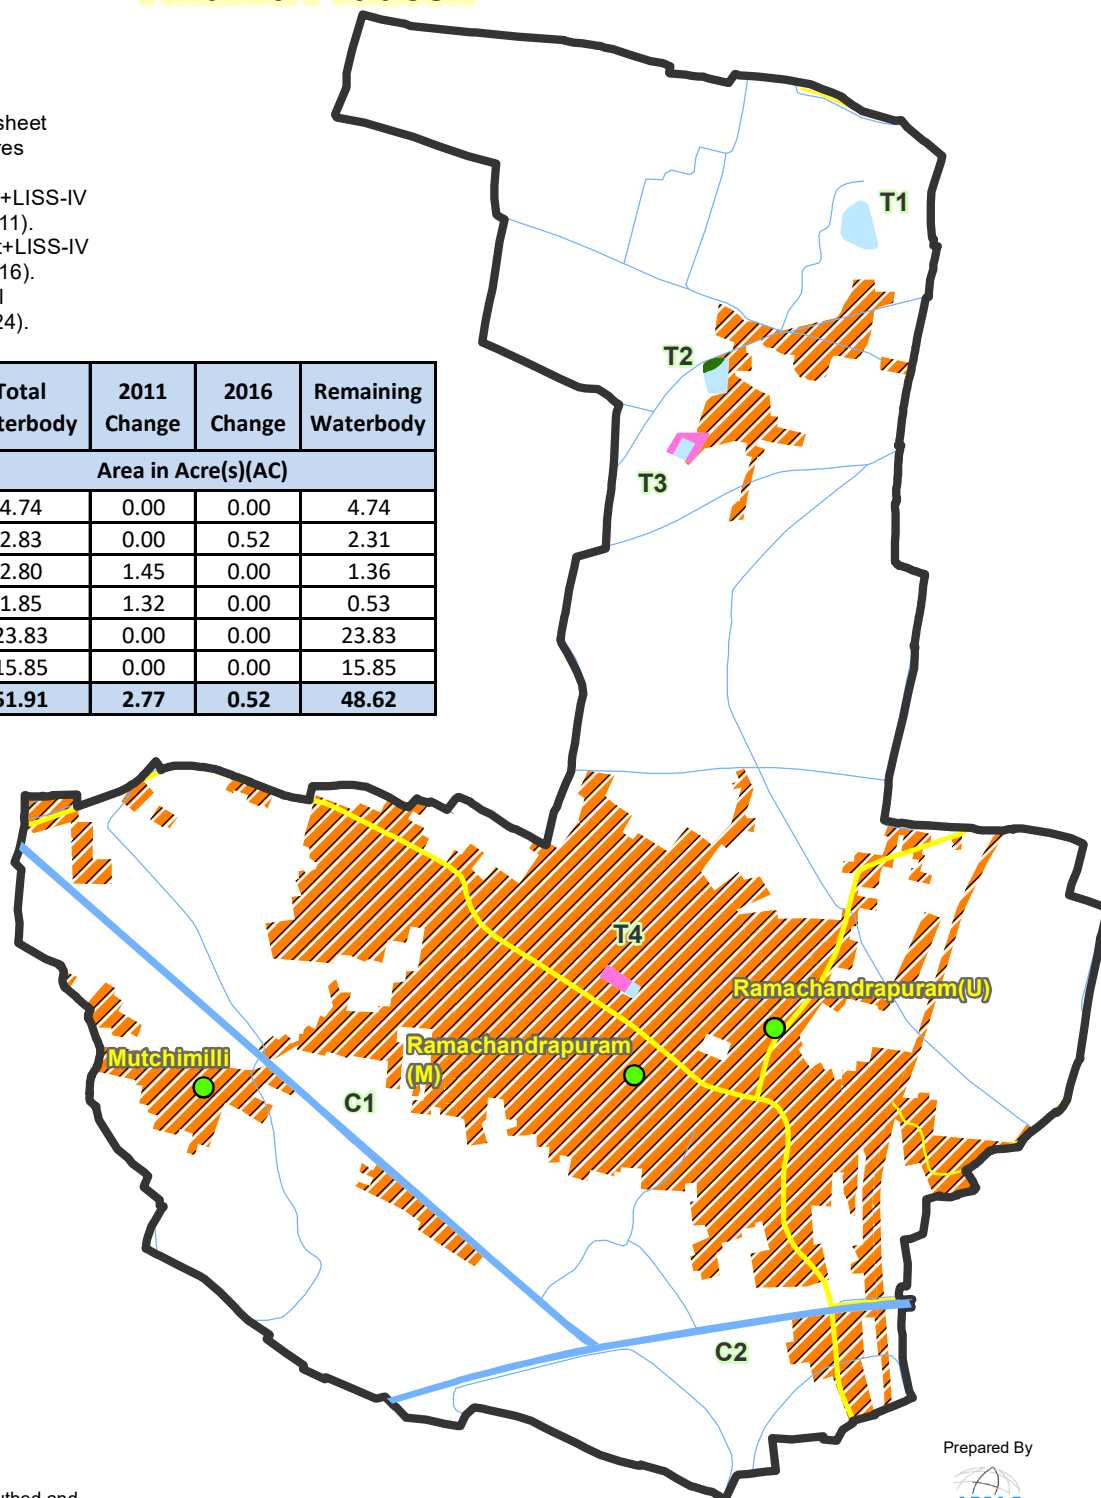 +LISS-IV
11).
+LISS-IV
16).
24).
Total
2011
Change
2016
Change
Remaining
Waterbody
Area in Acre(s)(AC)
4.74 0.00 0.00 4.74
2.83 0.00 0.52 2.31
2.80 1.45 0.00 1.36
1.85 1.32 0.00 0.53
23.83 0.00 0.00 23.83
15.85 0.00 0.00 15.85
51.91 2.77 0.52 48.62
T1
T2
T3
T4
Ramachandrapuram(U)
Ramachandrapuram
(M)
Mutchimilli
C1
C2
Prepared By
and